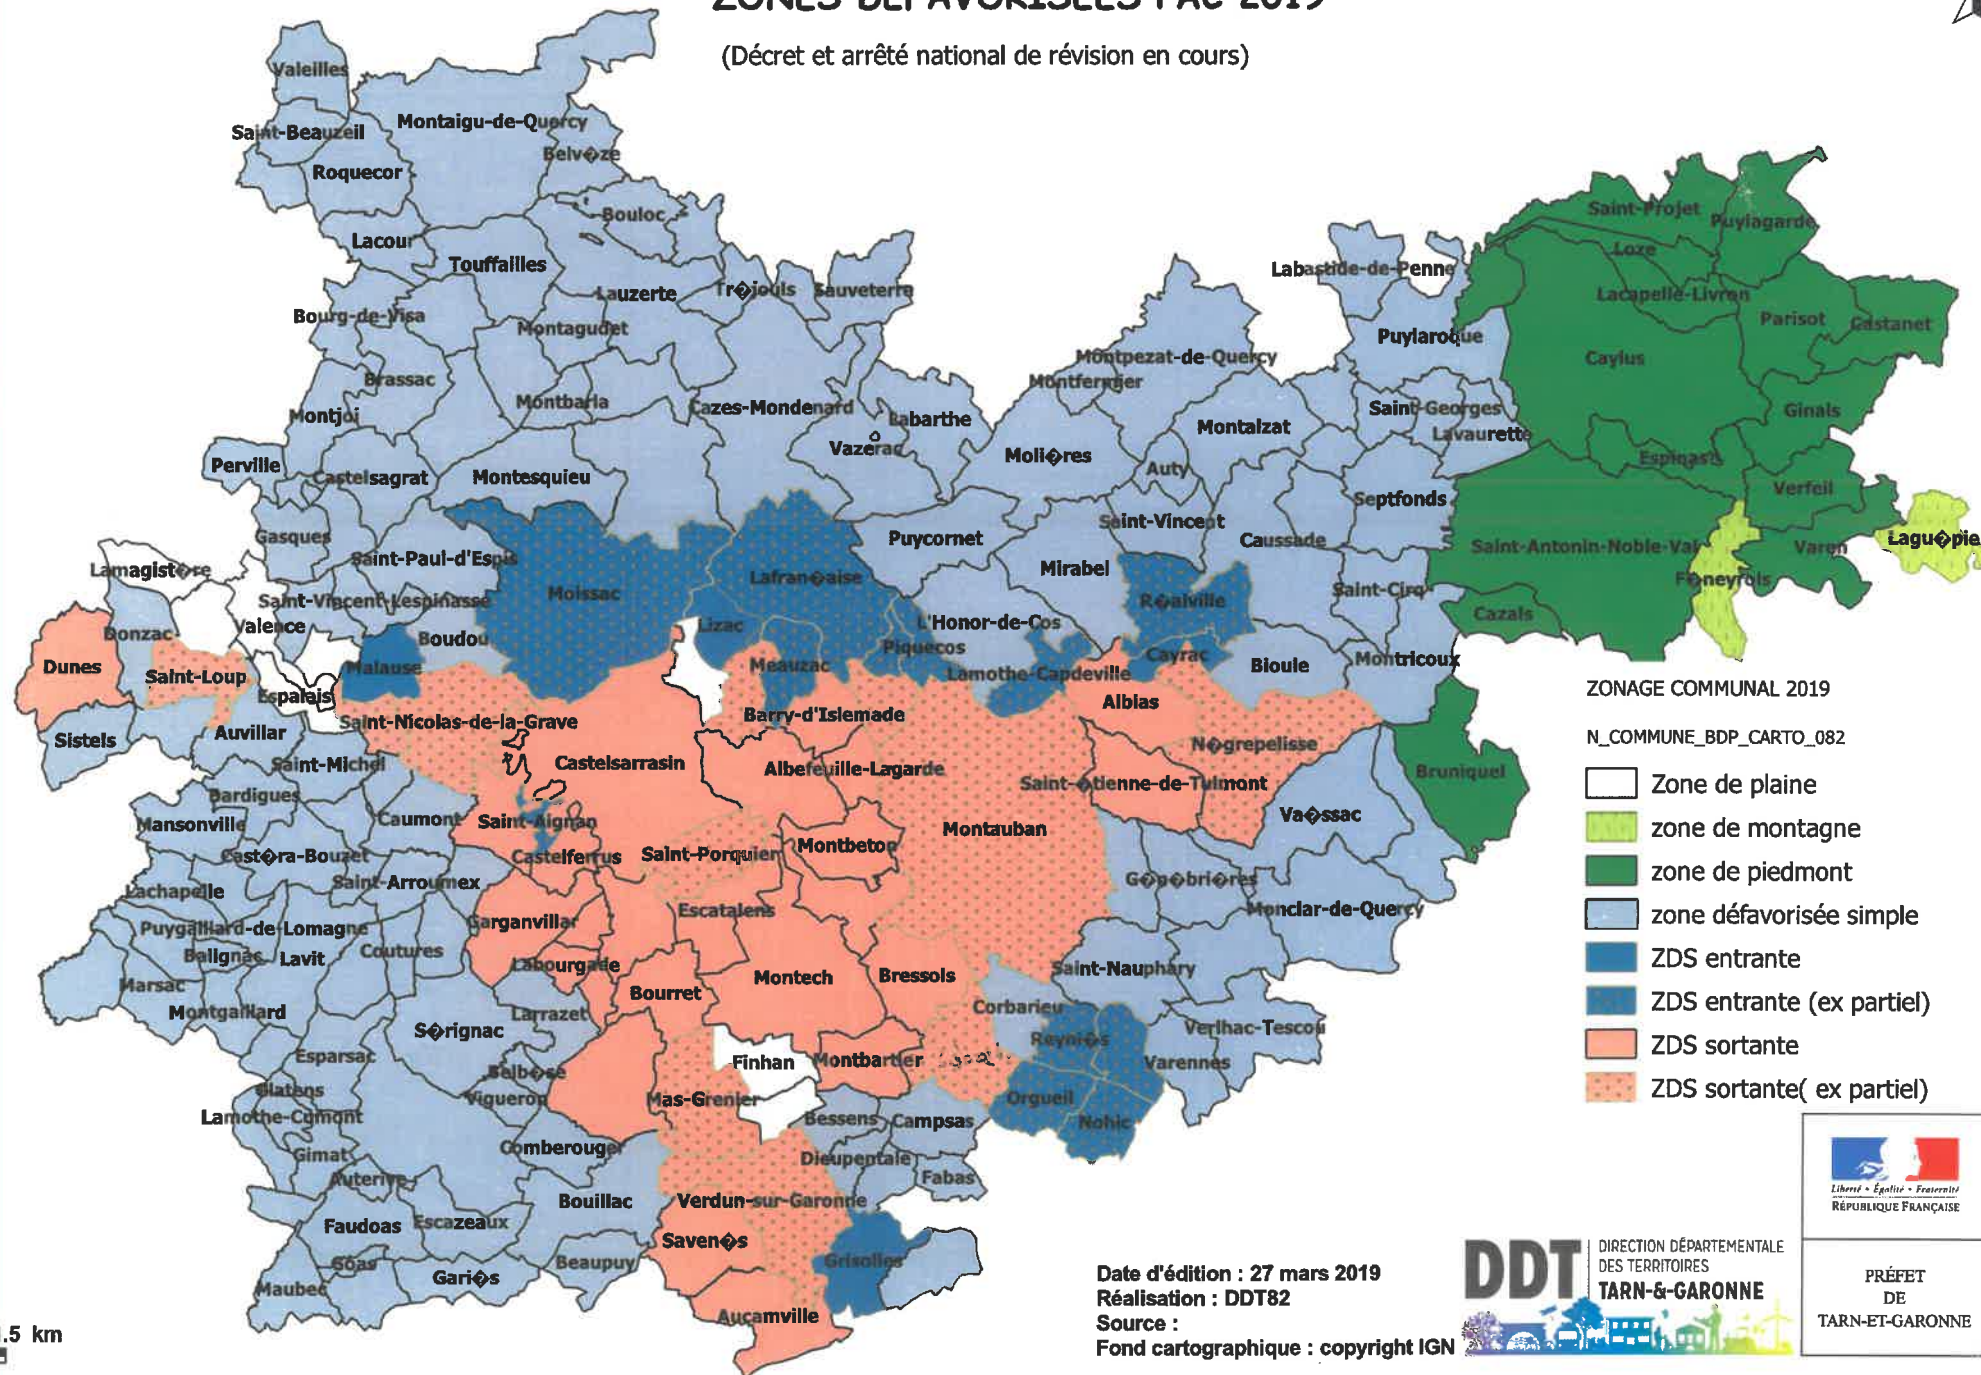 (Décret et arrêté national de révision en cours)
Valeilles
Saint-Beauzeil
Montaigu-de-Quercy
Belv�ze
Roquecor
Bouloc
Lacour
Touffailles
Lauzerte
Tr�jouls
Sauveterre
Bourg-de-Visa
Montagudet
Brassac
Montbarla
Cazes-Mondenard
Labarthe
Montjoi
Vazerac
Perville
Castelsagrat
Montesquieu
Saint-Projet
Puylagarde
Loze
Labastide-de-Penne
Lacapelle-Livron
Parisot
Castanet
Puylaroque
Caylus
Montpezat-de-Quercy
Montfermier
Saint-Georges
Ginals
Montalzat
Lavaurette
Moli�res
Auty
Espinas
Septfonds
Verfeil
Gasques
Saint-Paul-d'Espis
Puycornet
Saint-Vincent
Caussade
Saint-Antonin-Noble-Val
Varen
Lagu�pie
Lamagist�re
Mirabel
Lafran�aise
Moissac
F�neyrols
Saint-Cirq
Saint-Vincent-Lespinasse
R�alville
Cazals
Valence
Donzac
Boudou
Lizac
L'Honor-de-Cos
Piquecos
Cayrac
Bioule
Montricoux
Dunes
Saint-Loup
Malause
Meauzac
Lamothe-Capdeville
Espalais
Albias
Saint-Nicolas-de-la-Grave
Barry-d'Islemade
Sistels
Auvillar
N�grepelisse
Saint-Michel
Castelsarrasin
Albefeuille-Lagarde
Saint-�tienne-de-Tulmont
Bruniquel
Bardigues
Mansonville
Caumont
Saint-Aignan
Va�ssac
Montauban
Cast�ra-Bouzet
Castelferrus
Saint-Porquier
Montbeton
Saint-Arroumex
G�n�bri�res
Lachapelle
Monclar-de-Quercy
Puygaillard-de-Lomagne
Garganvillar
Escatalens
Balignac
Lavit
Coutures
Labourgade
Saint-Nauphary
Marsac
Montech
Bressols
Bourret
Montgaillard
S�rignac
Larrazet
Corbarieu
Verlhac-Tescou
Reyni�s
Esparsac
Finhan
Montbartier
Varennes
Belb�se
Glatens
Vigueron
Mas-Grenier
Orgueil
Lamothe-Cumont
Bessens
Campsas
Nohic
Gimat
Comberouger
Dieupentale
Auterive
Fabas
Bouillac
Verdun-sur-Garonne
Faudoas
Escazeaux
Saven�s
Grisolles
Goas
Beaupuy
Maubec
Gari�s
Aucamville
ZONAGE COMMUNAL 2019
N_COMMUNE_BDP_CARTO_082
Zone de plaine
zone de montagne
zone de piedmont
zone défavorisée simple
ZDS entrante
ZDS entrante (ex partiel)
ZDS sortante
ZDS sortante( ex partiel)
Date d'édition : 27 mars 2019
Réalisation : DDT82
Source :
Fond cartographique : copyright IGN
DDT
DIRECTION DÉPARTEMENTALE
DES TERRITOIRES
TARN-&-GARONNE
Liberté • Égalité • Fraternité
RÉPUBLIQUE FRANÇAISE
PRÉFET
DE
TARN-ET-GARONNE
.5 km